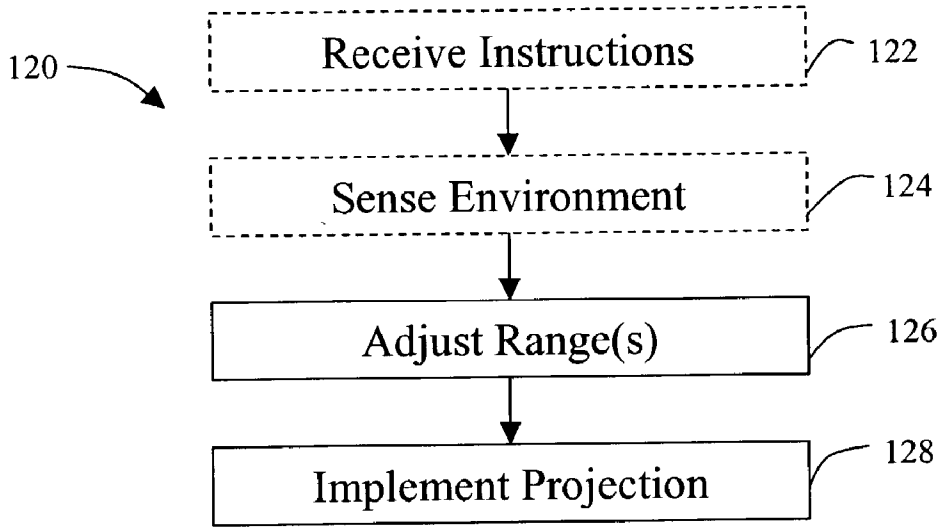 Receive Instructions
120
122
Sense Environment
124
Adjust Range(s)
126
Implement Projection
128